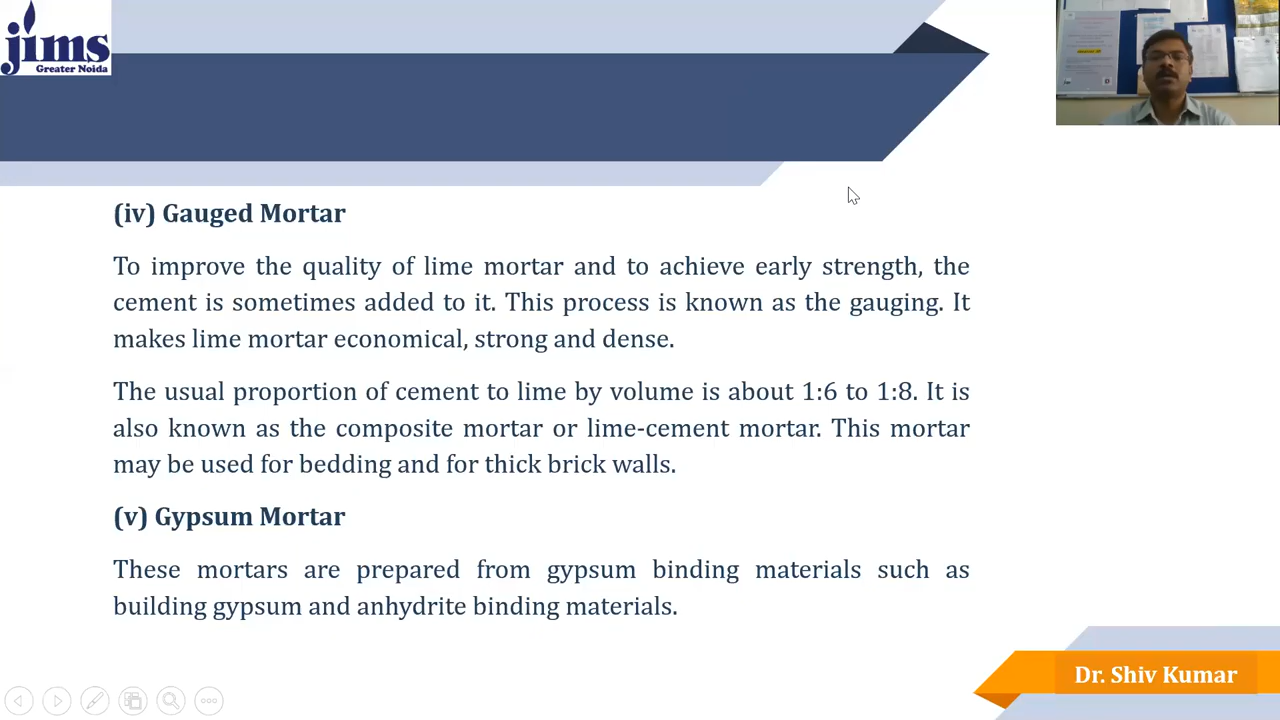 jims
Greater Noida
(iv) Gauged Mortar
To improve the quality of lime mortar and to achieve early strength, the
cement is sometimes added to it. This process is known as the gauging. It
makes lime mortar economical, strong and dense.
The usual proportion of cement to lime by volume is about 1:6 to 1:8. It is
also known as the composite mortar or lime-cement mortar. This mortar
may be used for bedding and for thick brick walls.
(v) Gypsum Mortar
These mortars are prepared from gypsum binding materials such as
building gypsum and anhydrite binding materials.
Dr. Shiv Kumar